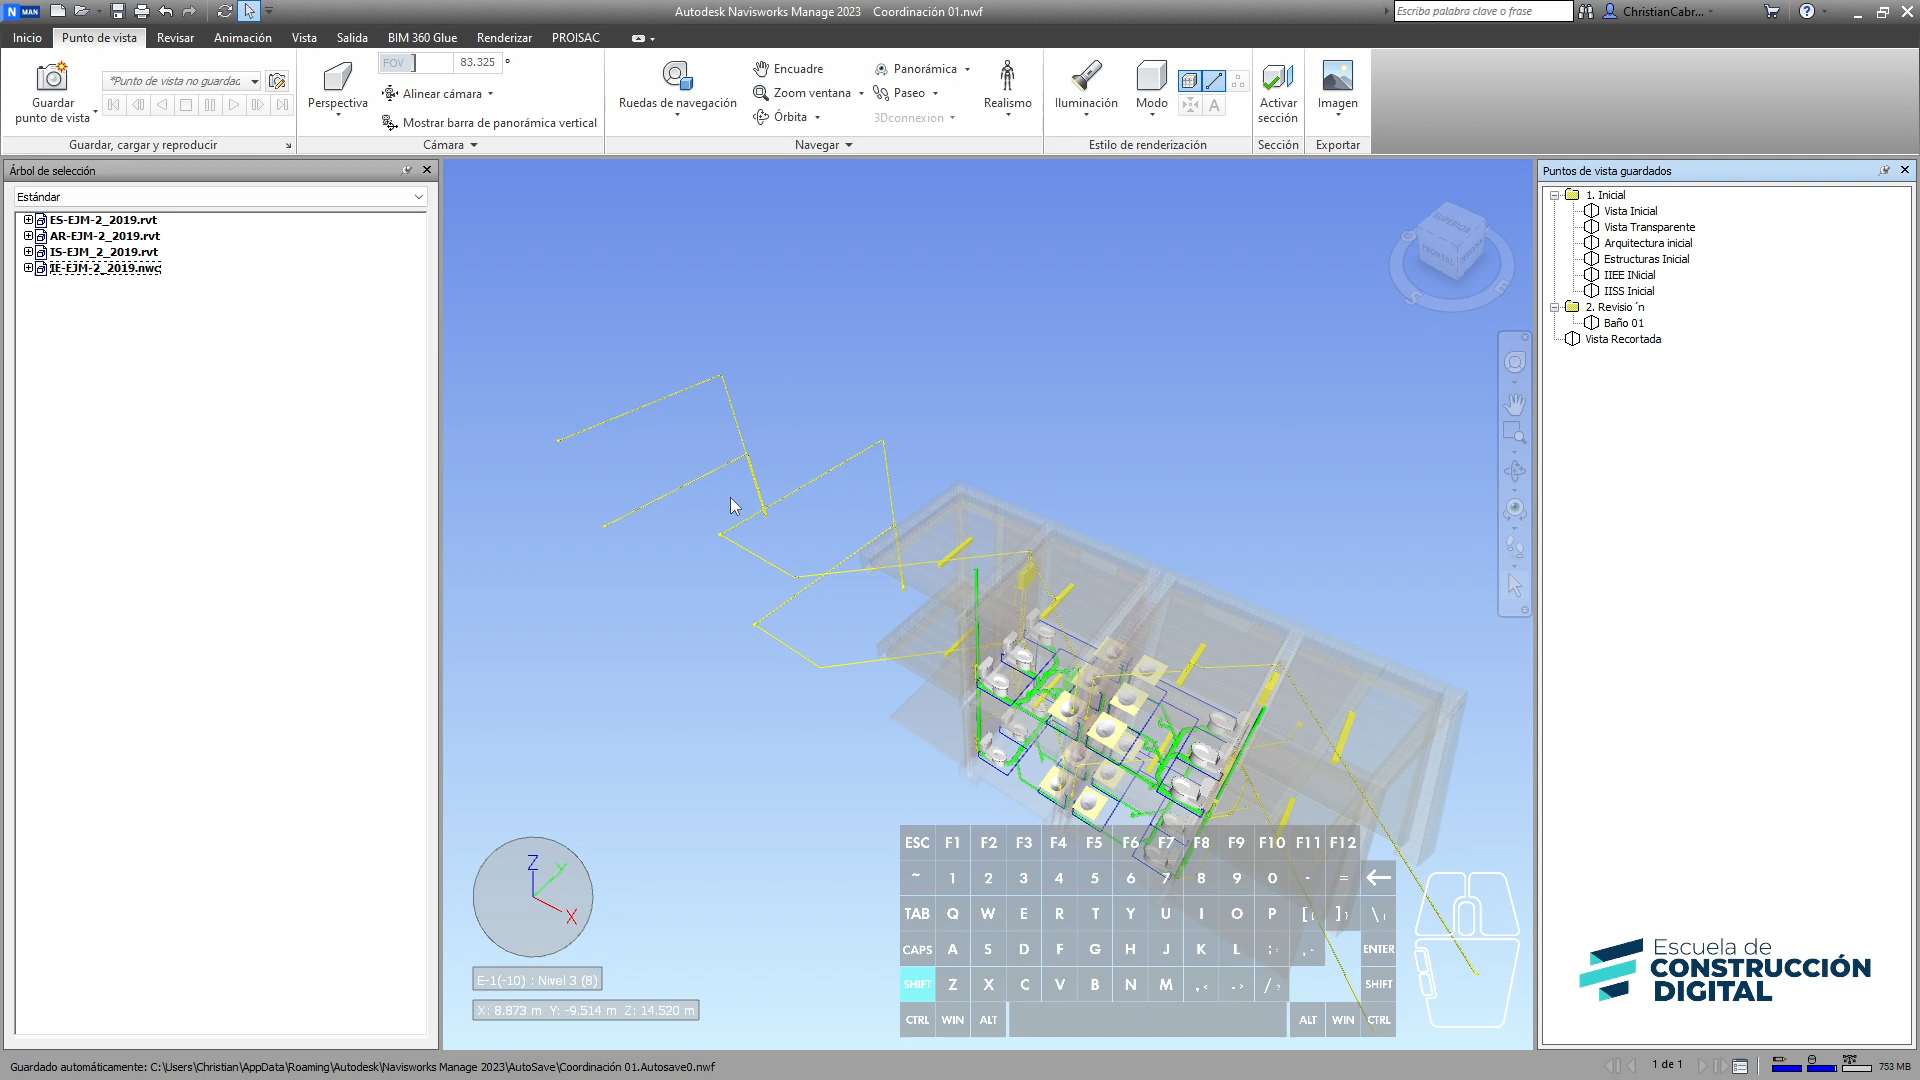 N MAN
Autodesk Navisworks Manage 2023 Coordinación 01.nwf
Escriba palabra clave o frase
ChristianCabr...
Inicio Punto de vista Revisar Animación Vista Salida BIM 360 Glue Renderizar PROISAC
Guardar
punto de vista
*Punto de vista no guardac
Guardar, cargar y reproducir
Perspectiva
FOV 83.325 °
Alinear cámara
Mostrar barra de panorámica vertical
Cámara
Ruedas de navegación
Encuadre
Zoom ventana
Órbita
Panorámica
Paseo
3Dconnexion
Realismo
Navegar
Iluminación
Modo
A
Estilo de renderización
Activar
sección
Sección
Imagen
Exportar
Árbol de selección
Estándar
ES-EJM-2_2019.rvt
AR-EJM-2_2019.rvt
IS-EJM_2_2019.rvt
IE-EJM-2_2019.nwc
SUPERIOR
FRONTAL
S
E
Puntos de vista guardados
1. Inicial
Vista Inicial
Vista Transparente
Arquitectura inicial
Estructuras Inicial
IIEE INicial
IISS Inicial
2. Revisio´n
Baño 01
Vista Recortada
Z
Y
X
E-1(-10) : Nivel 3 (8)
X: 8.873 m Y: -9.514 m Z: 14.520 m
ESC F1 F2 F3 F4 F5 F6 F7 F8 F9 F10 F11 F12
~ 1 2 3 4 5 6 7 8 9 0 - =
TAB Q W E R T Y U I O P [ ] \
CAPS A S D F G H J K L ; ENTER
SHIFT Z X C V B N M , . / ? SHIFT
CTRL WIN ALT ALT WIN CTRL
Escuela de
CONSTRUCCIÓN
DIGITAL
Guardado automáticamente: C:\Users\Christian\AppData\Roaming\Autodesk\Navisworks Manage 2023\AutoSave\Coordinación 01.Autosave0.nwf
1 de 1
753 MB